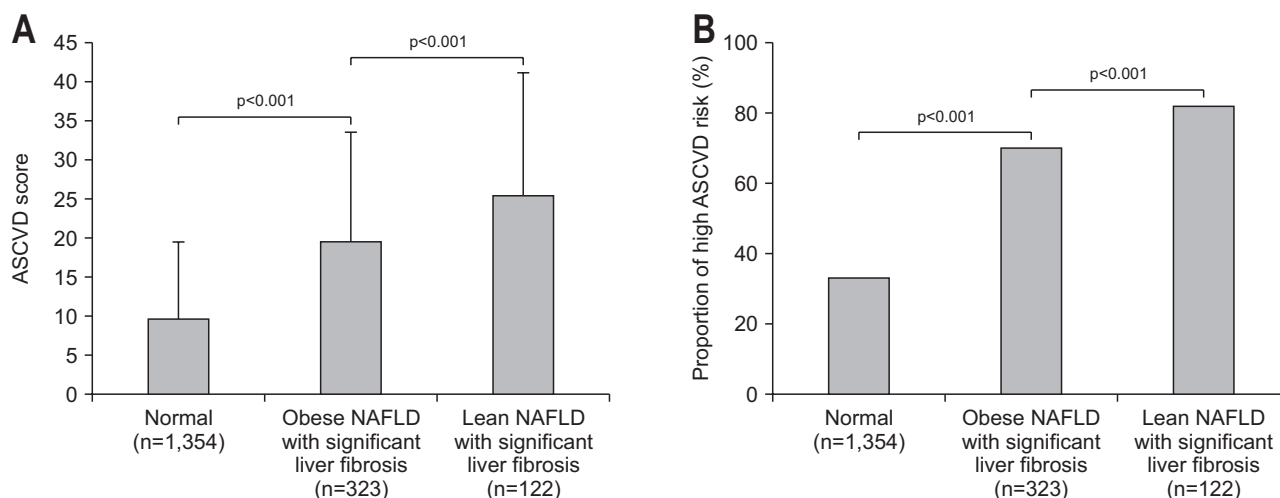 A
ASCVD score
45
40
35
30
25
20
15
10
5
0
p<0.001
p<0.001
Normal
(n=1,354)
Obese NAFLD
with significant
liver fibrosis
(n=323)
Lean NAFLD
with significant
liver fibrosis
(n=122)
B
Proportion of high ASCVD risk (%)
100
80
60
40
20
0
p<0.001
p<0.001
Normal
(n=1,354)
Obese NAFLD
with significant
liver fibrosis
(n=323)
Lean NAFLD
with significant
liver fibrosis
(n=122)